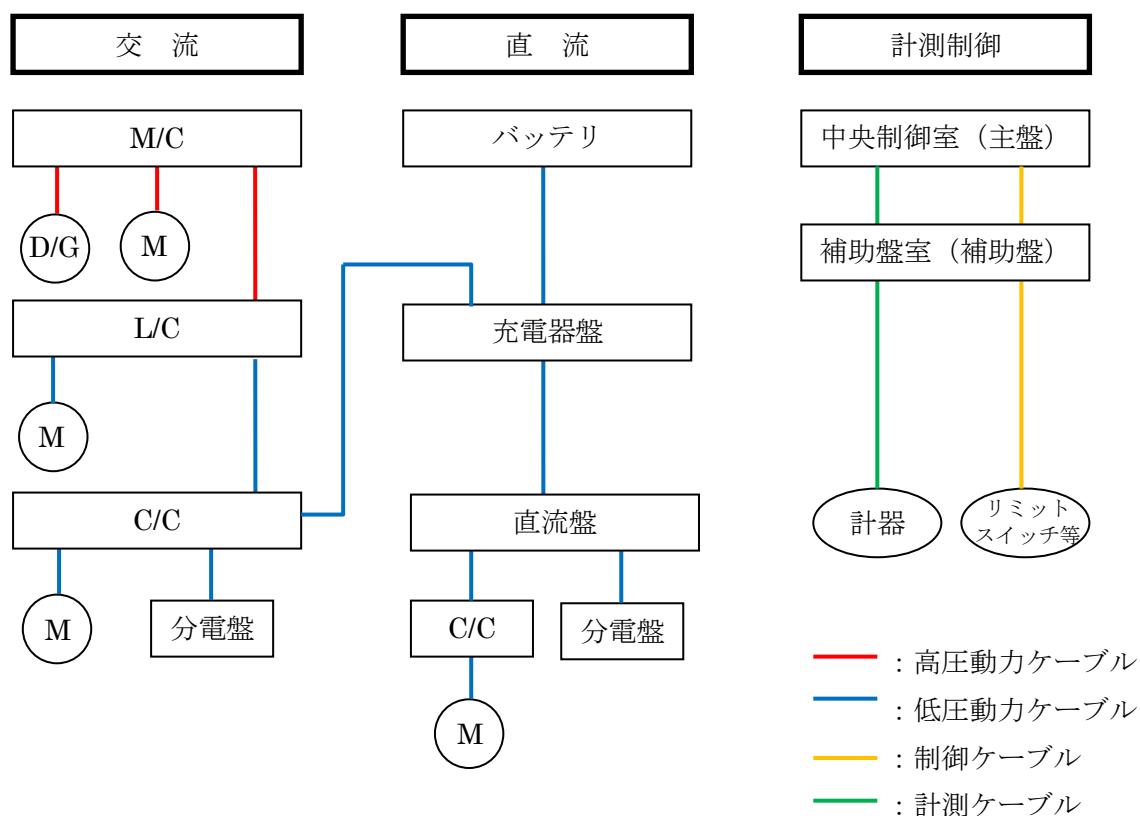 交　流
直　流
計測制御
M/C
バッテリ
中央制御室（主盤）
D/G
M
補助盤室（補助盤）
L/C
充電器盤
M
C/C
直流盤
計器
リミット
スイッチ等
M
分電盤
C/C
分電盤
M
：高圧動力ケーブル
：低圧動力ケーブル
：制御ケーブル
：計測ケーブル